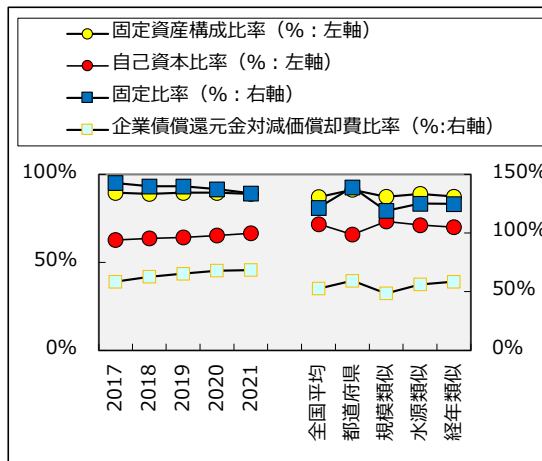 固定資産構成比率（%：左軸）
自己資本比率（%：左軸）
固定比率（%：右軸）
企業債償還元金対減価償却費比率（%:右軸）
100%
50%
0%
150%
100%
50%
0%
2017
2018
2019
2020
2021
全国平均
都道府県
規模類似
水源類似
経年類似